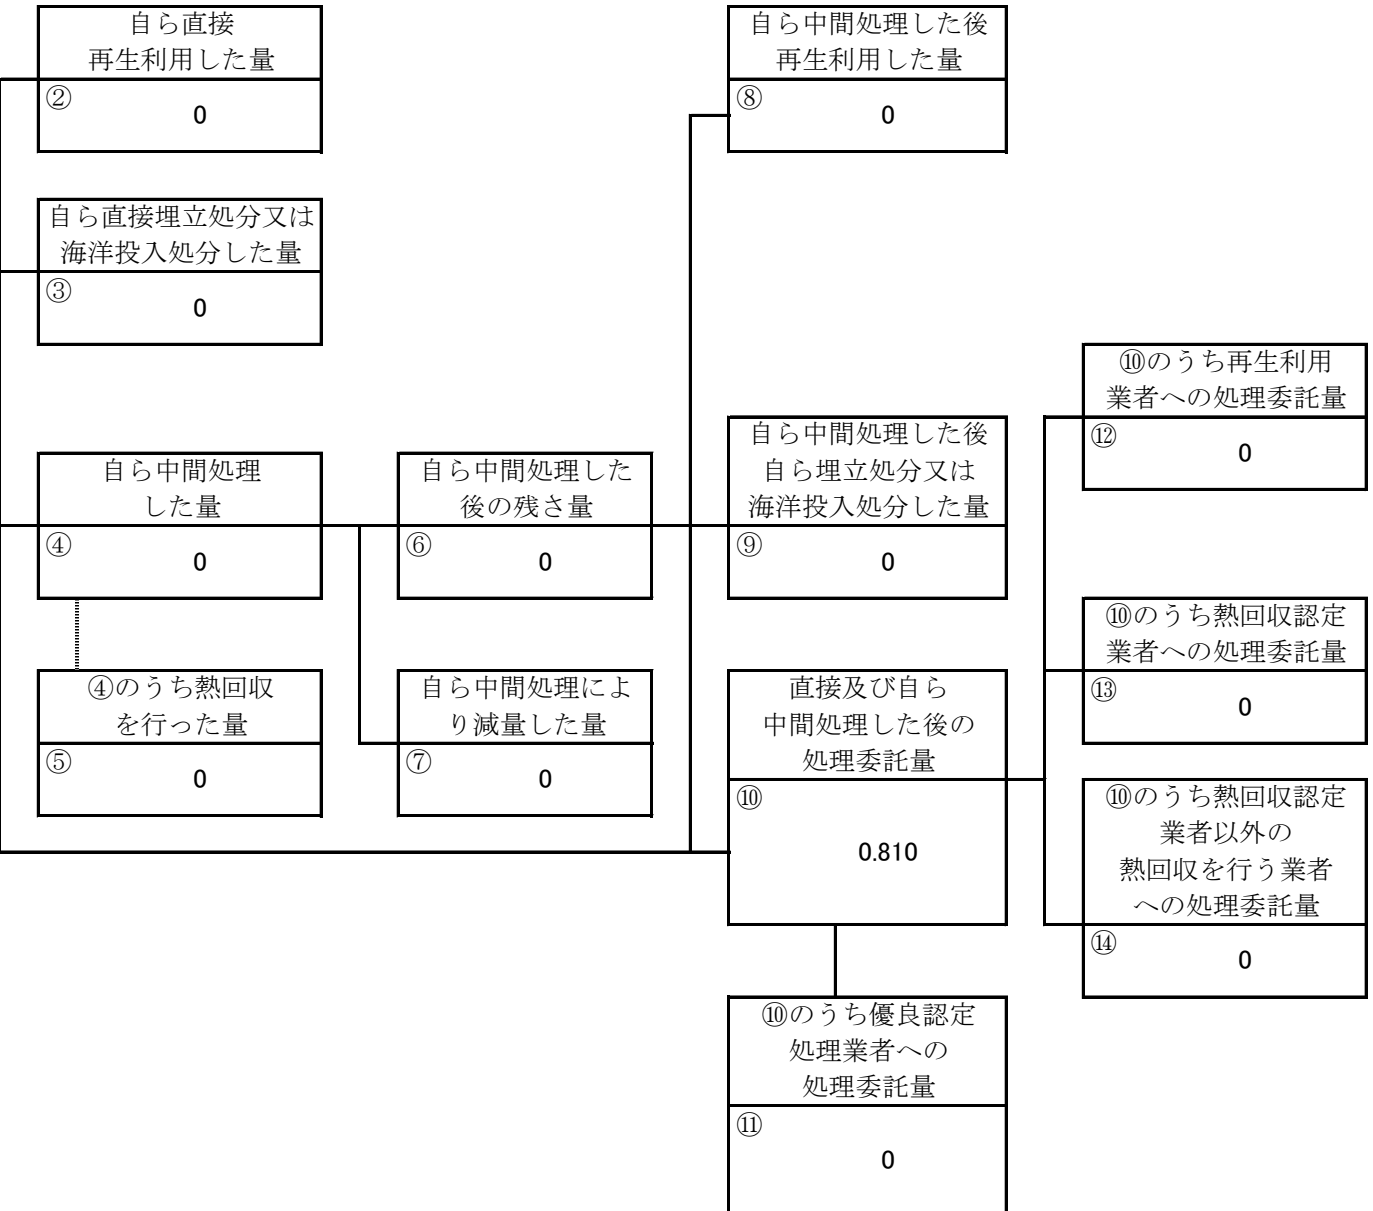 自ら直接
再生利用した量
②
0
自ら直接埋立処分又は
海洋投入処分した量
③
0
自ら中間処理
した量
④
0
④のうち熱回収
を行った量
⑤
0
自ら中間処理した
後の残さ量
⑥
0
自ら中間処理によ
り減量した量
⑦
0
自ら中間処理した後
再生利用した量
⑧
0
自ら中間処理した後
自ら埋立処分又は
海洋投入処分した量
⑨
0
直接及び自ら
中間処理した後の
処理委託量
⑩
0.810
⑩のうち優良認定
処理業者への
処理委託量
⑪
0
⑩のうち再生利用
業者への処理委託量
⑫
0
⑩のうち熱回収認定
業者への処理委託量
⑬
0
⑩のうち熱回収認定
業者以外の
熱回収を行う業者
への処理委託量
⑭
0